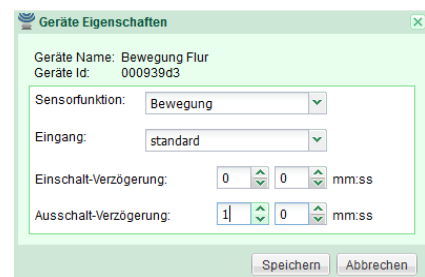 Geräte Eigenschaften
Geräte Name: Bewegung Flur
Geräte Id: 000939d3
Sensorfunktion: Bewegung
Eingang: standard
Einschalt-Verzögerung: 0 0 mm:ss
Ausschalt-Verzögerung: 1 0 mm:ss
Speichern Abbrechen